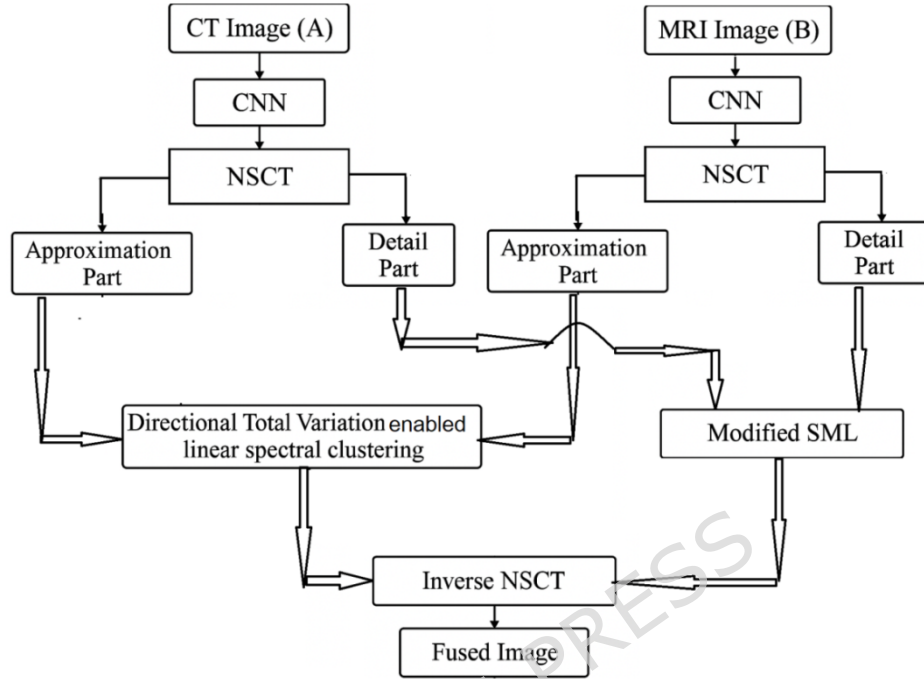 CT Image (A)
MRI Image (B)
CNN
CNN
NSCT
NSCT
Approximation
Part
Detail
Part
Approximation
Part
Detail
Part
Directional Total Variation enabled
linear spectral clustering
Modified SML
Inverse NSCT
Fused Image
PRESS